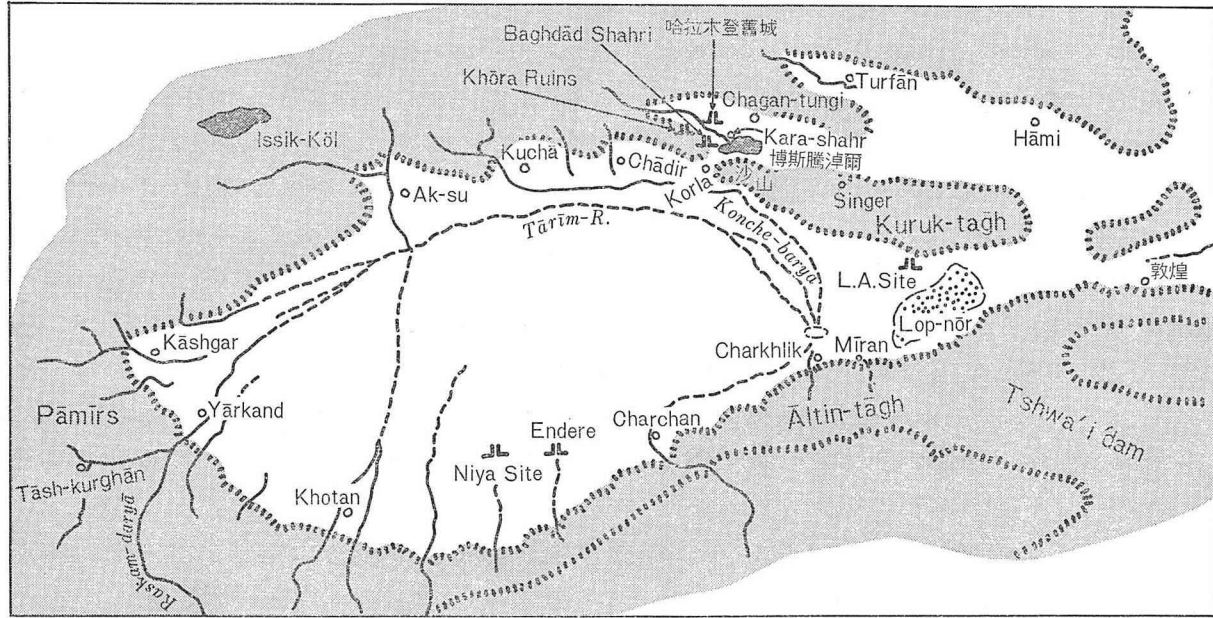 Baghdād Shahri
哈拉木登舊城
Khōra Ruins
Turfān
Chagan-tungi
Issik-Köl
Hāmi
Kara-shahr
Kuchā
Chādir
博斯騰淖爾
Ak-su
Korla
沙山
Singer
Tārīm-R.
Konche-barya
Kuruk-tagh
敦煌
L.A.Site
Lop-nōr
Kāshgar
Charkhlik
Mīran
Yārkand
Pāmīrs
Āltin-tāgh
Tshwa'i'dam
Charchan
Endere
Niya Site
Tāsh-kurghān
Khotan
Raskam-daryā